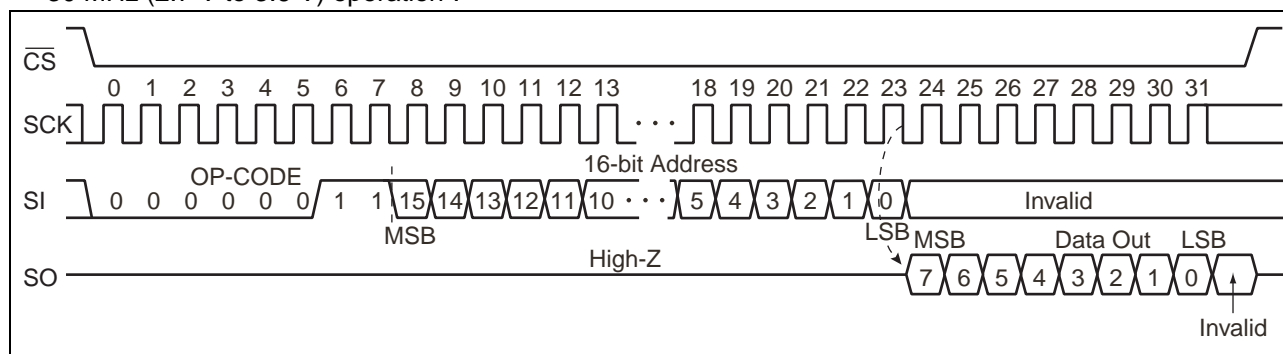 CS
0 1 2 3 4 5 6 7 8 9 10 11 12 13 18 19 20 21 22 23 24 25 26 27 28 29 30 31
SCK
16-bit Address
OP-CODE
SI 0 0 0 0 0 0 1 1 15 14 13 12 11 10 ··· 5 4 3 2 1 0 Invalid
MSB LSB MSB Data Out LSB
High-Z
SO 7 6 5 4 3 2 1 0
Invalid